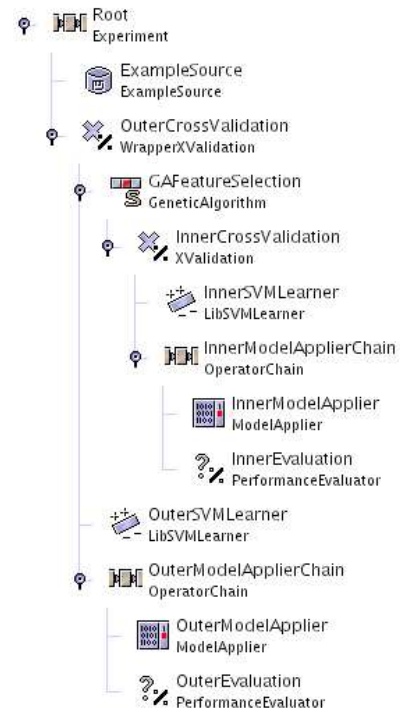 Root
Experiment
ExampleSource
ExampleSource
OuterCrossValidation
WrapperXValidation
GAFeatureSelection
GeneticAlgorithm
InnerCrossValidation
XValidation
InnerSVMLearner
LibSVMLearner
InnerModelApplierChain
OperatorChain
InnerModelApplier
ModelApplier
InnerEvaluation
PerformanceEvaluator
OuterSVMLearner
LibSVMLearner
OuterModelApplierChain
OperatorChain
OuterModelApplier
ModelApplier
OuterEvaluation
PerformanceEvaluator